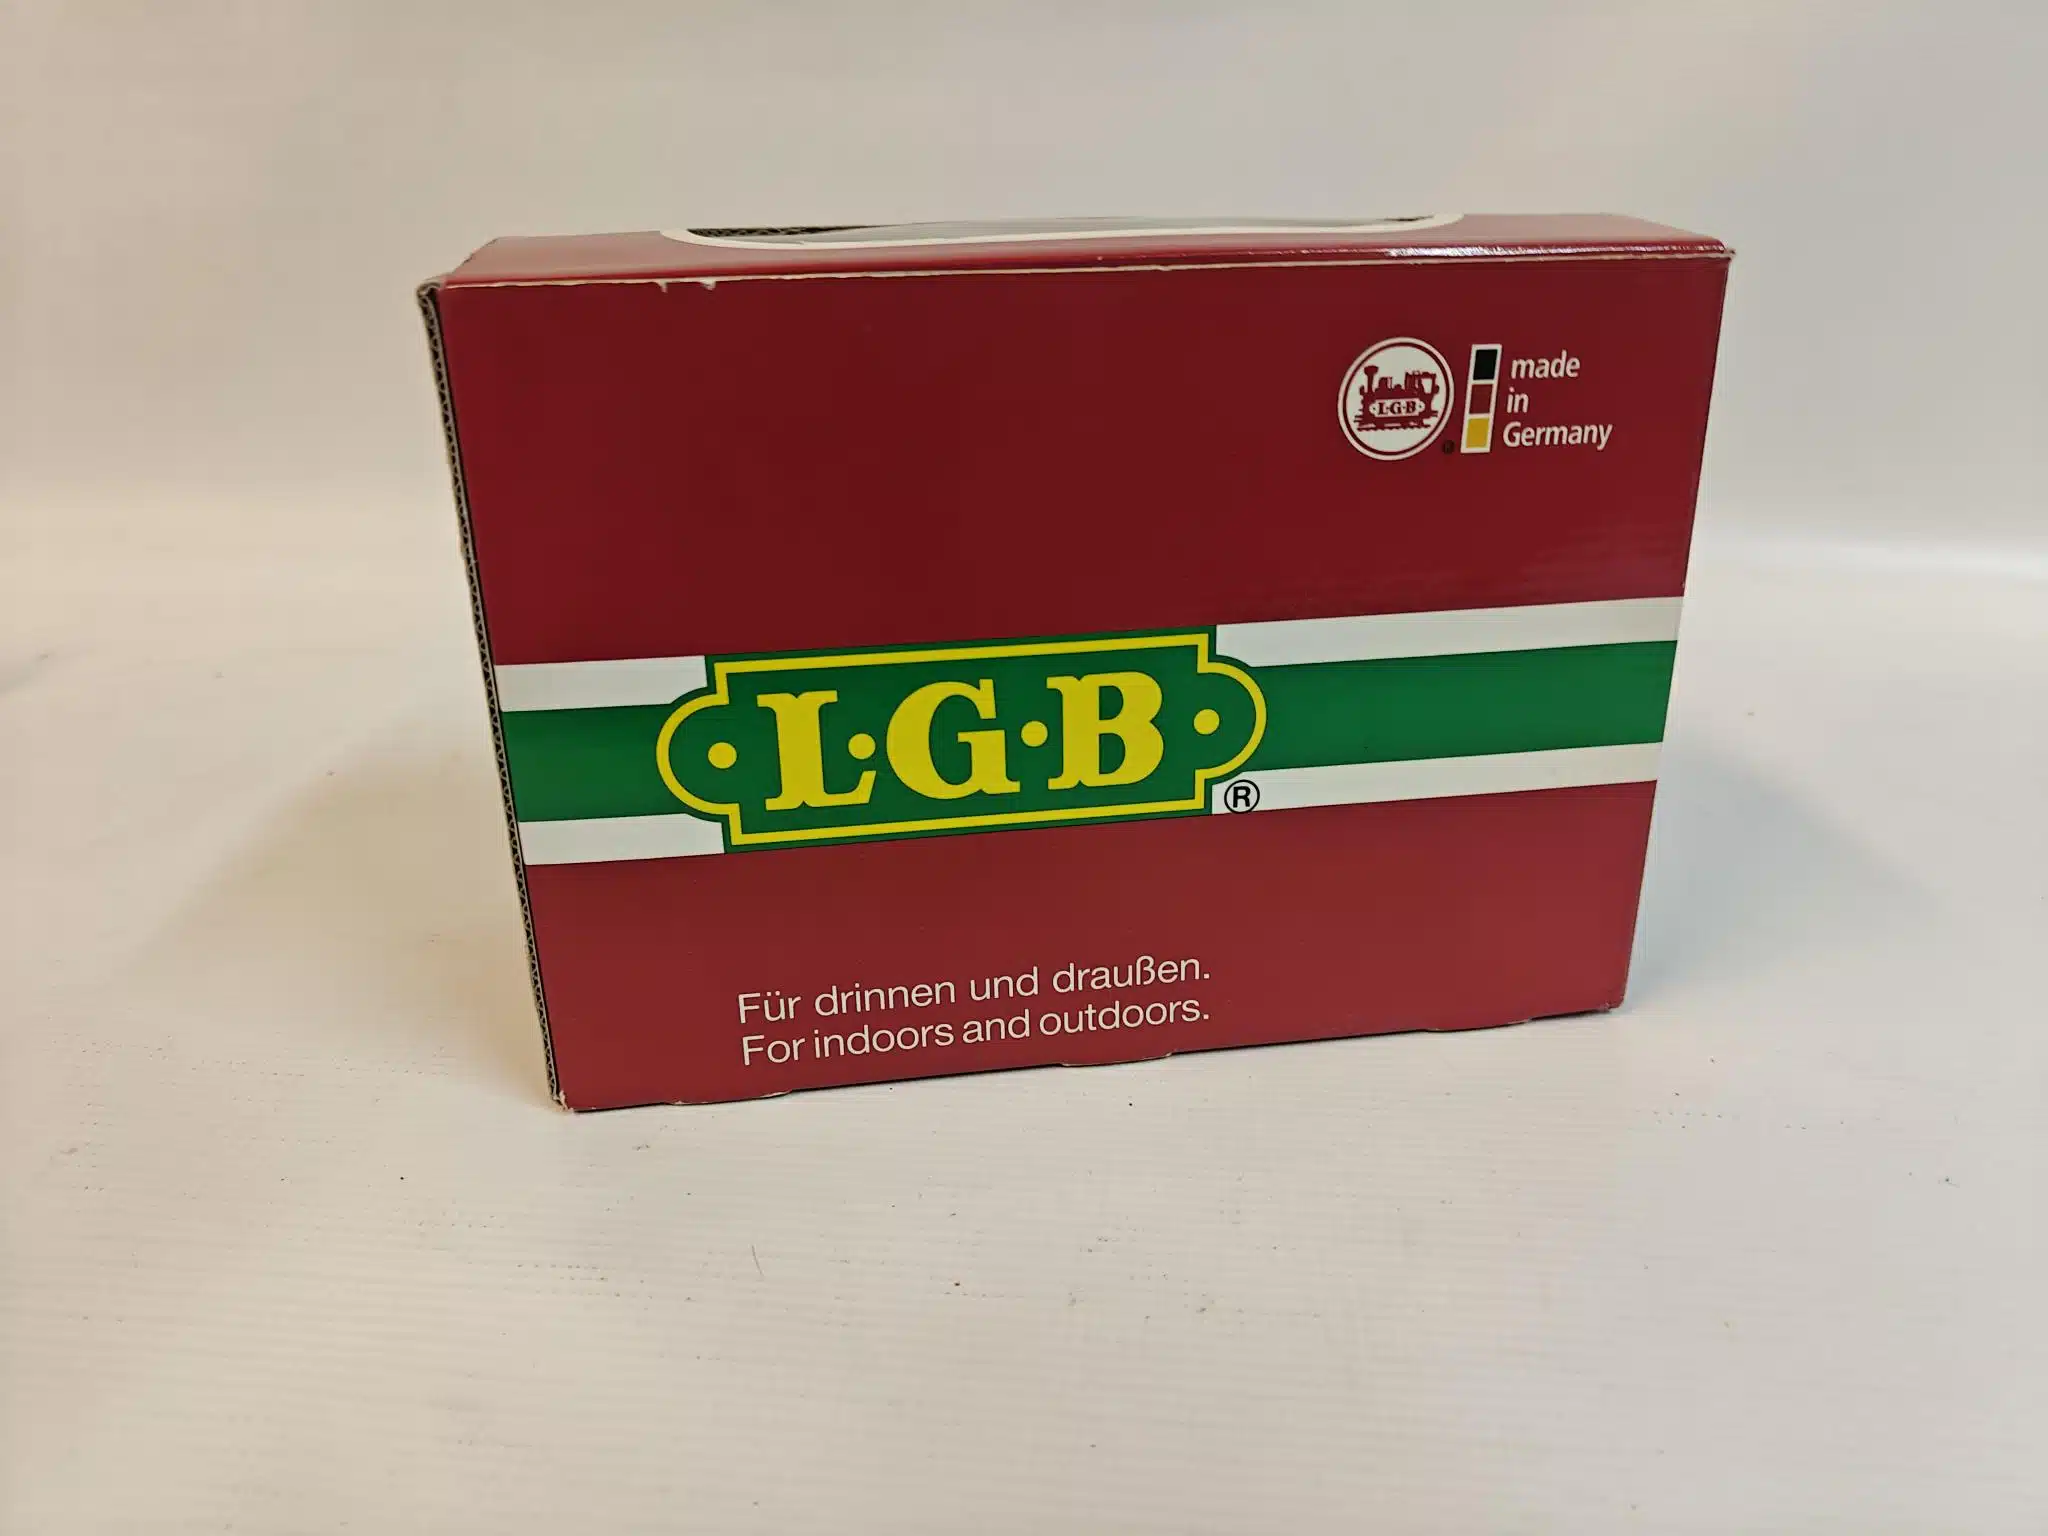 L·G·B
made
in
Germany
·L·G·B·
®
Für drinnen und draußen.
For indoors and outdoors.